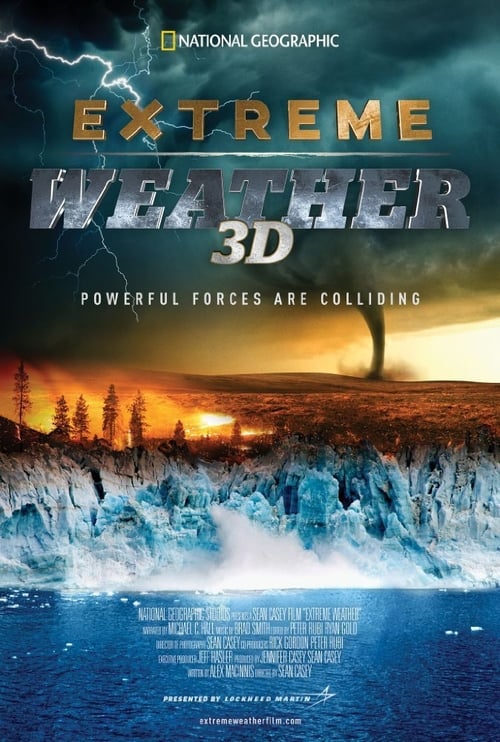 NATIONAL GEOGRAPHIC
EXTREME
WEATHER
3D
POWERFUL FORCES ARE COLLIDING
NATIONAL GEOGRAPHIC STUDIOS PRESENTS A SEAN CASEY FILM "EXTREME WEATHER"
NARRATED BY MICHAEL C. HALL MUSIC BY BRAD SMITH EDITED BY PETER RUBI RYAN GOLD
DIRECTOR OF PHOTOGRAPHY SEAN CASEY CO-PRODUCERS RICK GORDON PETER RUBI
EXECUTIVE PRODUCER JEFF HASLER PRODUCED BY JENNIFER CASEY SEAN CASEY
WRITTEN BY ALEX MACINNIS DIRECTED BY SEAN CASEY
PRESENTED BY LOCKHEED MARTIN
extremeweatherfilm.com